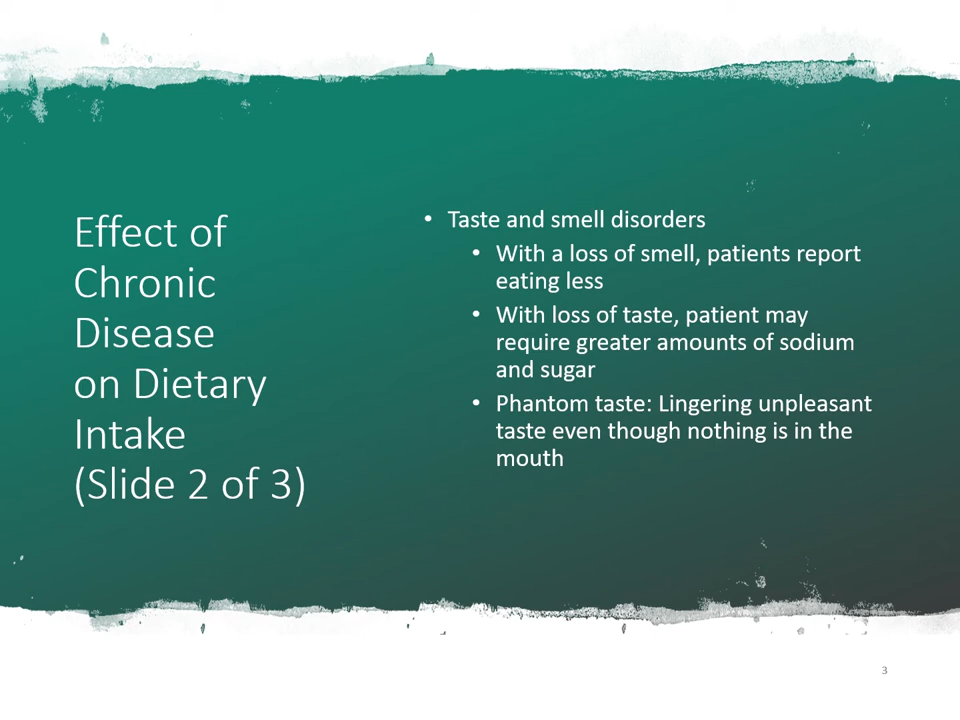 Effect of
Chronic
Disease
on Dietary
Intake
(Slide 2 of 3)
• Taste and smell disorders
• With a loss of smell, patients report
eating less
• With loss of taste, patient may
require greater amounts of sodium
and sugar
• Phantom taste: Lingering unpleasant
taste even though nothing is in the
mouth
3